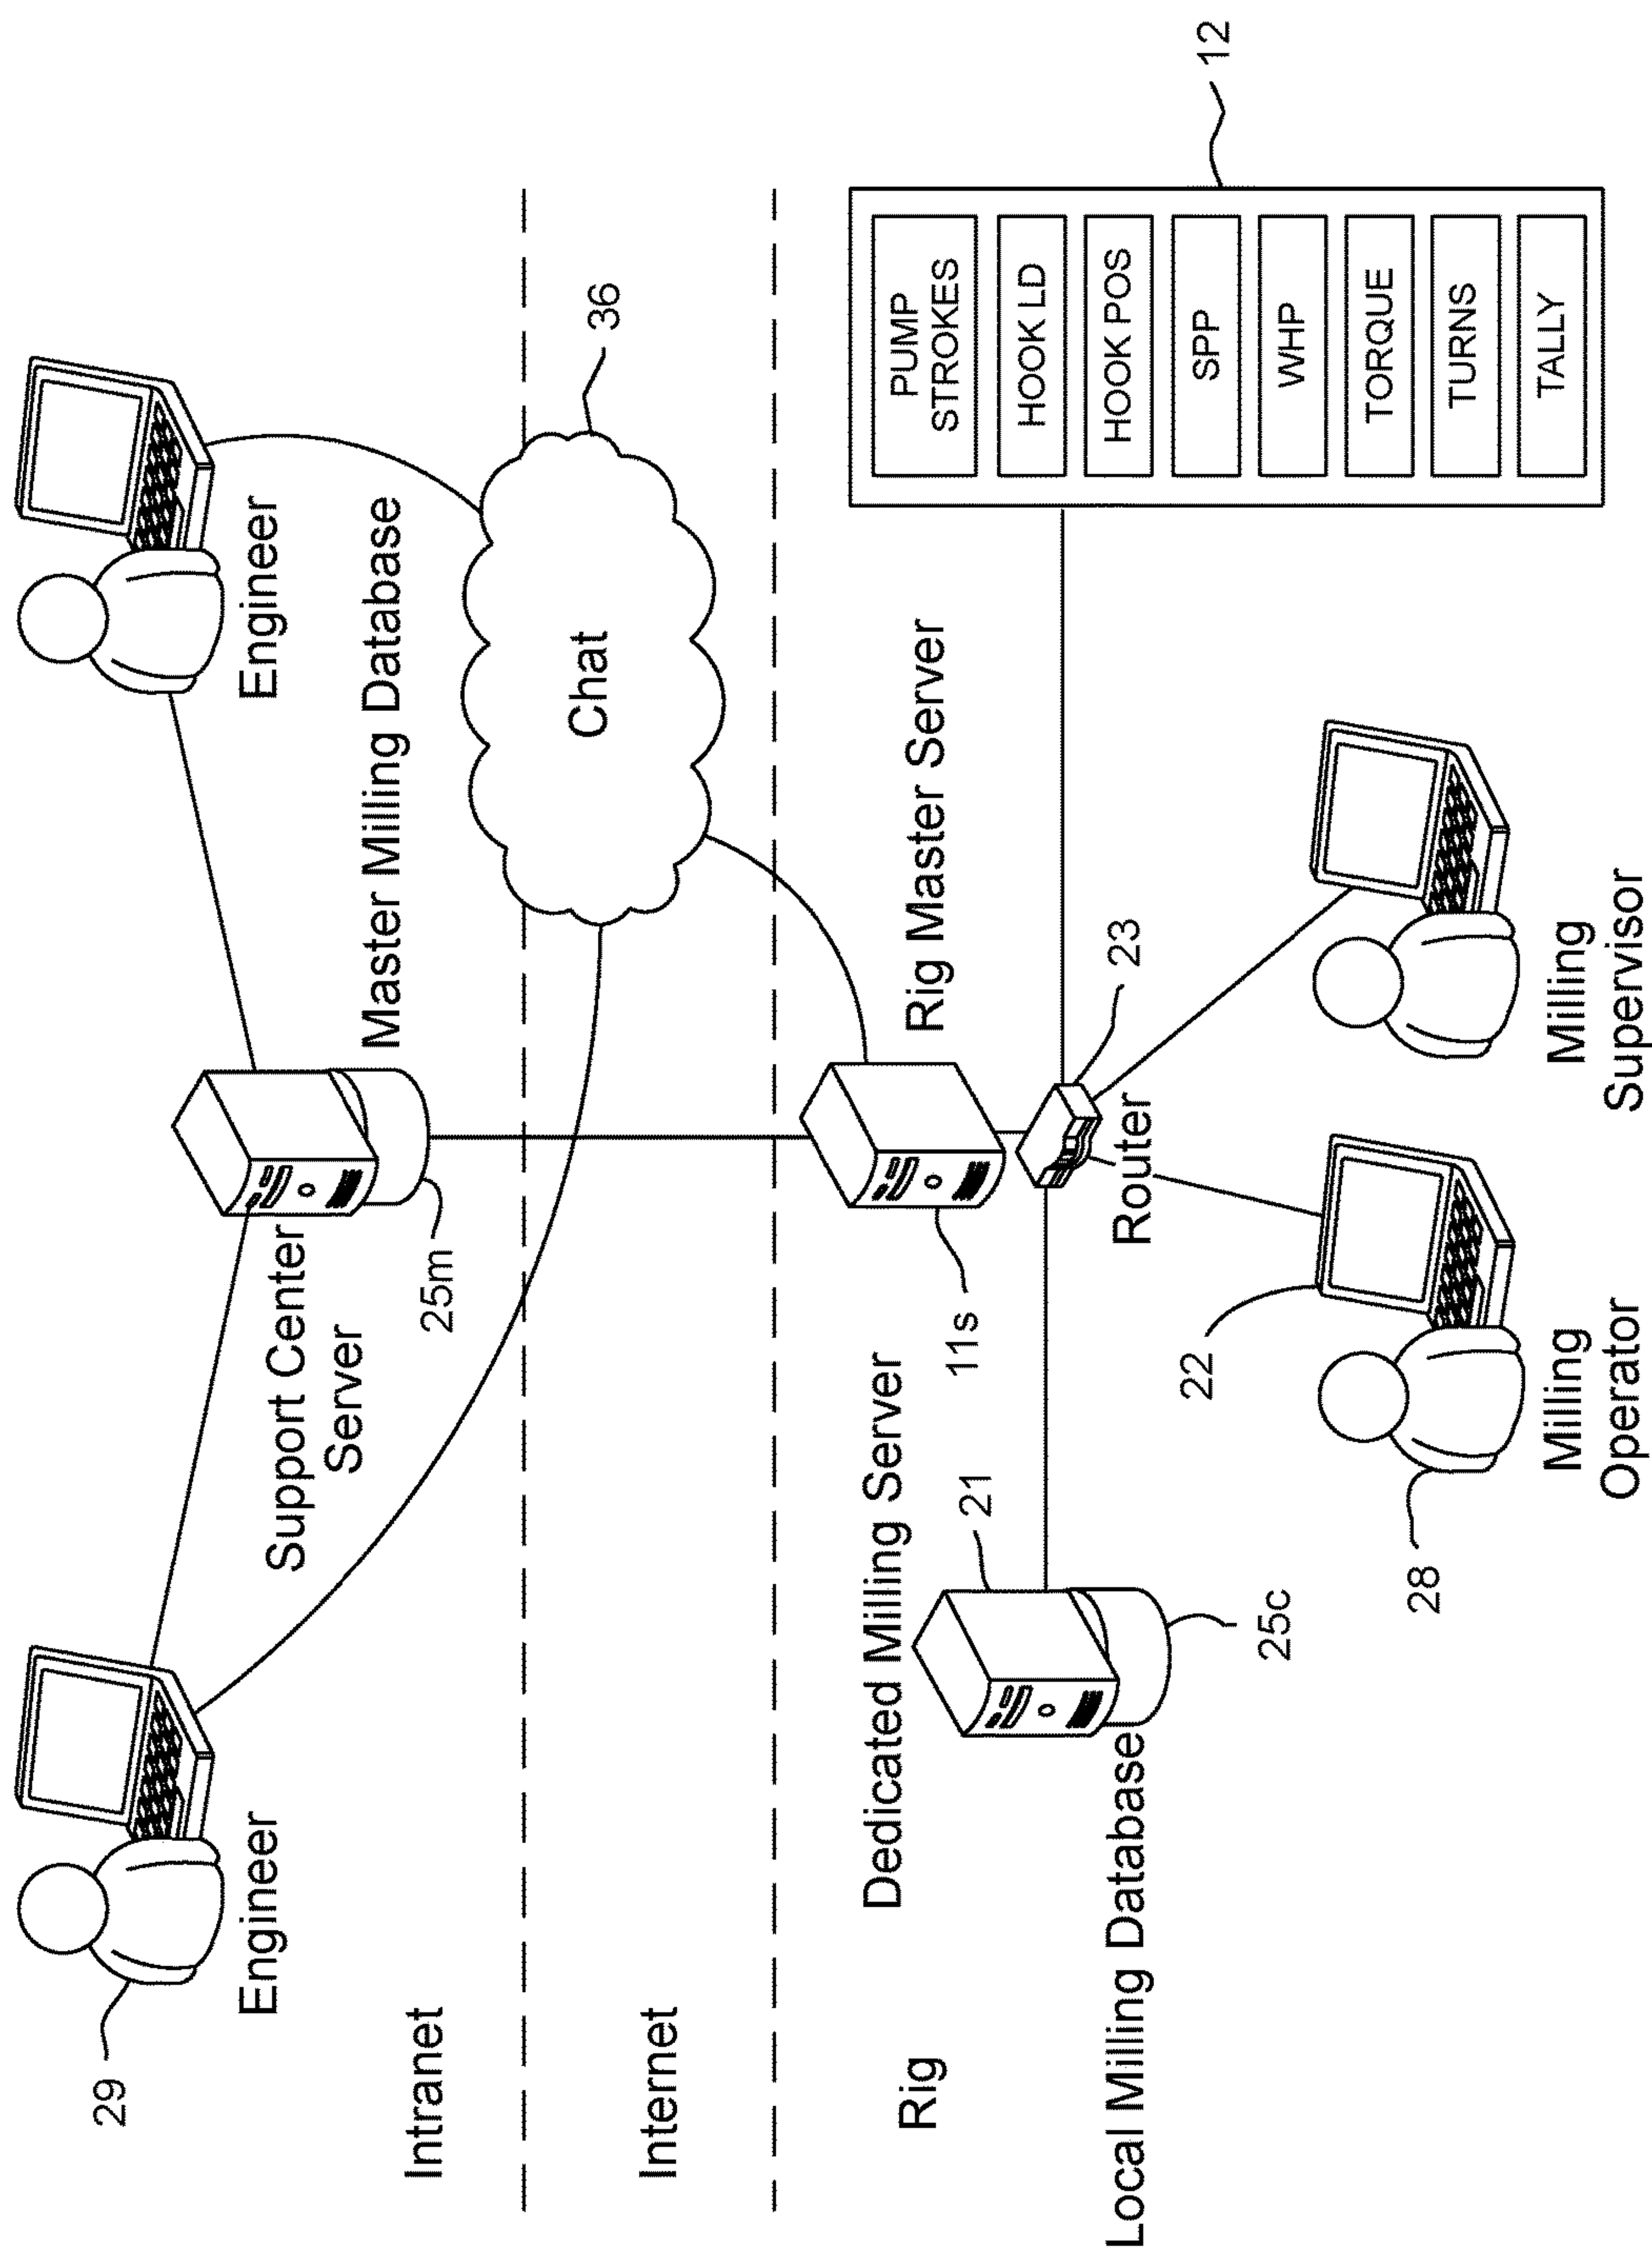 29
Engineer
Engineer
Support Center
Server
Master Milling Database
25m
Intranet
36
Chat
Internet
Rig
Dedicated Milling Server
Rig Master Server
21
11s
23
Router
Local Milling Database
25c
22
28
Milling
Operator
Milling
Supervisor
12
PUMP
STROKES
HOOK LD
HOOK POS
SPP
WHP
TORQUE
TURNS
TALLY